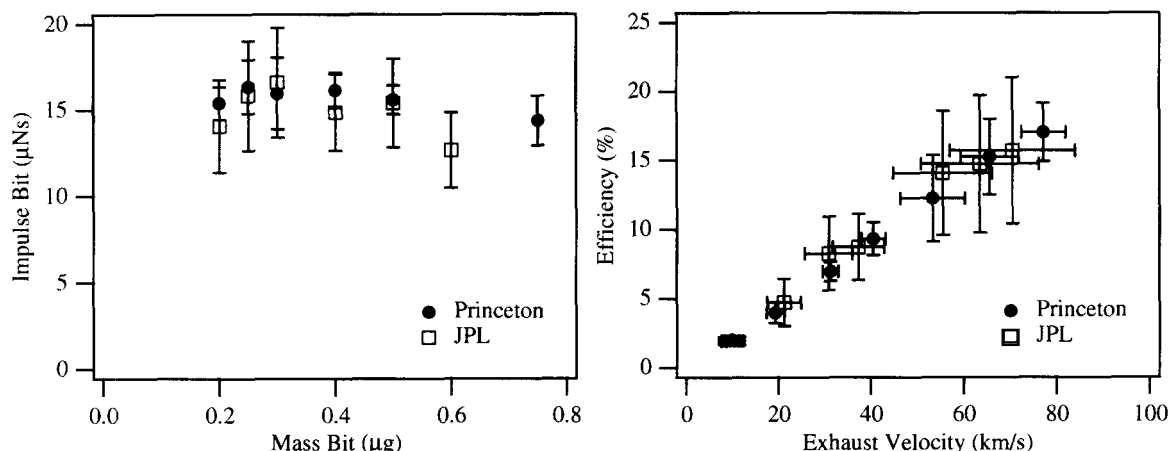 20
15
10
5
0
Impulse Bit (µNs)
Princeton
JPL
0.0
0.2
0.4
0.6
0.8
Mass Bit (µg)
25
20
15
10
5
0
Efficiency (%)
Princeton
JPL
0
20
40
60
80
100
Exhaust Velocity (km/s)